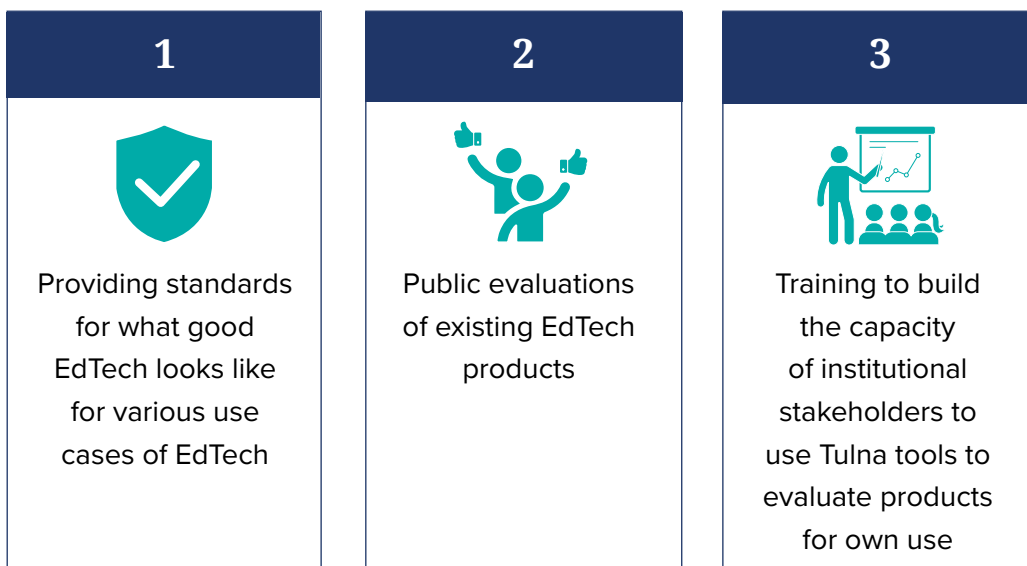 1
Providing standards
for what good
EdTech looks like
for various use
cases of EdTech
2
Public evaluations
of existing EdTech
products
3
Training to build
the capacity
of institutional
stakeholders to
use Tulna tools to
evaluate products
for own use